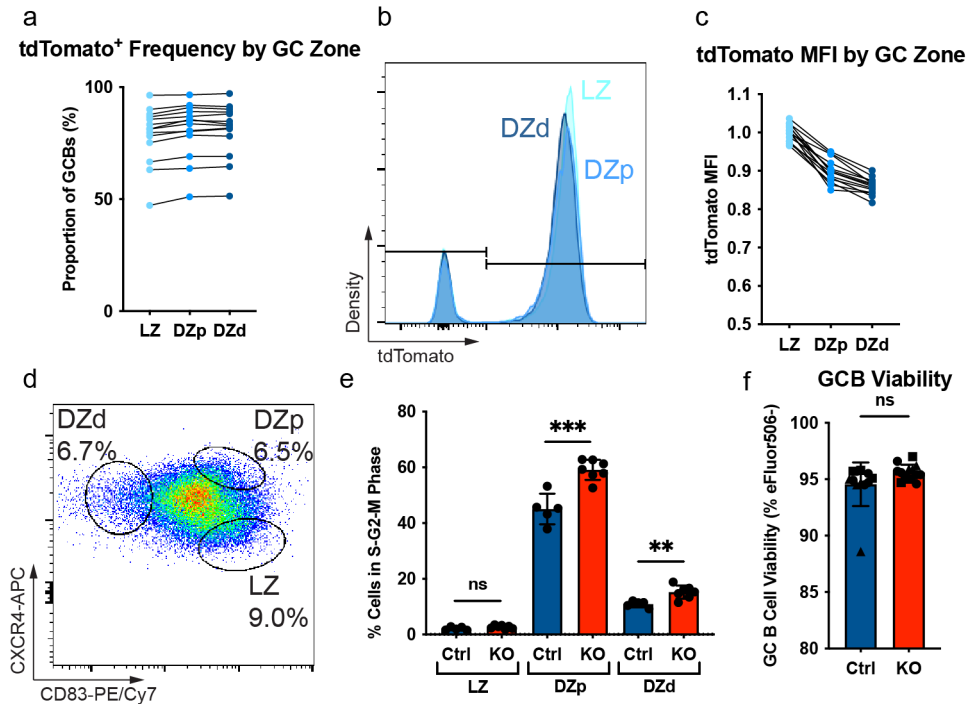 a
tdTomato⁺ Frequency by GC Zone
Proportion of GCBs (%)
100
50
0
LZ DZp DZd
b
LZ
DZd
DZp
Density
tdTomato
c
tdTomato MFI by GC Zone
tdTomato MFI
1.1
1.0
0.9
0.8
0.7
0.6
0.5
LZ DZp DZd
d
DZd
6.7%
DZp
6.5%
LZ
9.0%
CXCR4-APC
CD83-PE/Cy7
e
% Cells in S-G2-M Phase
80
60
40
20
0
ns
***
**
Ctrl KO Ctrl KO Ctrl KO
LZ DZp DZd
f
GCB Viability
GC B Cell Viability (% eFluor506-)
ns
100
95
90
85
80
Ctrl KO